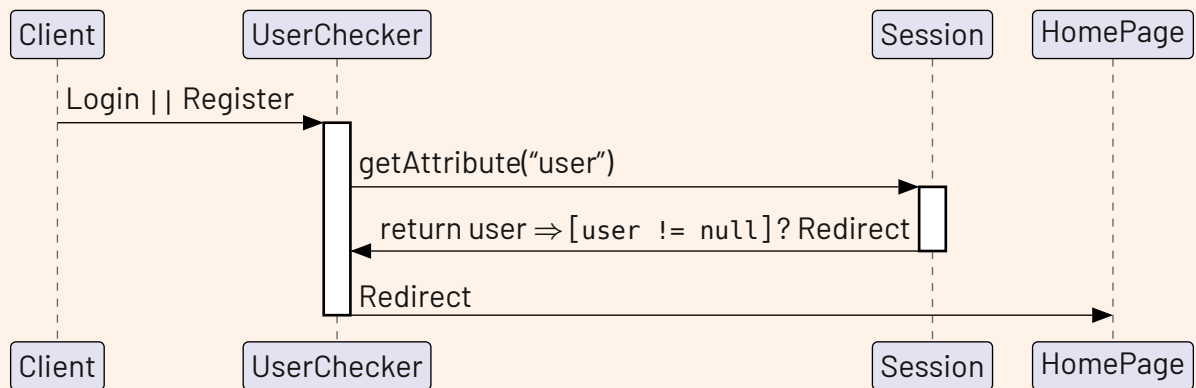 Client UserChecker Session HomePage
Login || Register
getAttribute(“user”)
return user ⇒ [user != null]? Redirect
Redirect
Client UserChecker Session HomePage